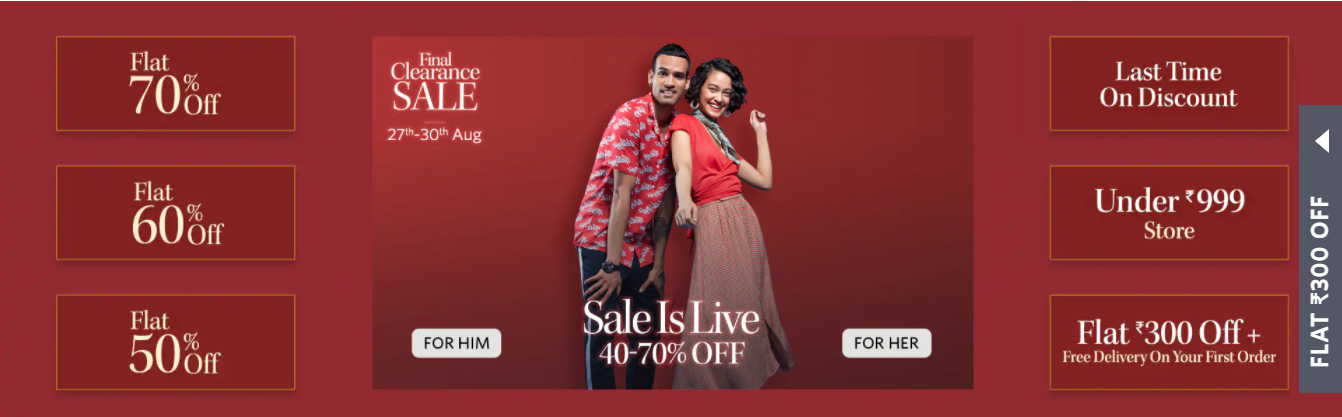 Flat
70% Off
Flat
60% Off
Flat
50% Off
Final
Clearance
SALE
27th-30th Aug
Sale Is Live
40-70% OFF
FOR HIM
FOR HER
Last Time
On Discount
Under ₹999
Store
Flat ₹300 Off +
Free Delivery On Your First Order
FLAT ₹300 OFF